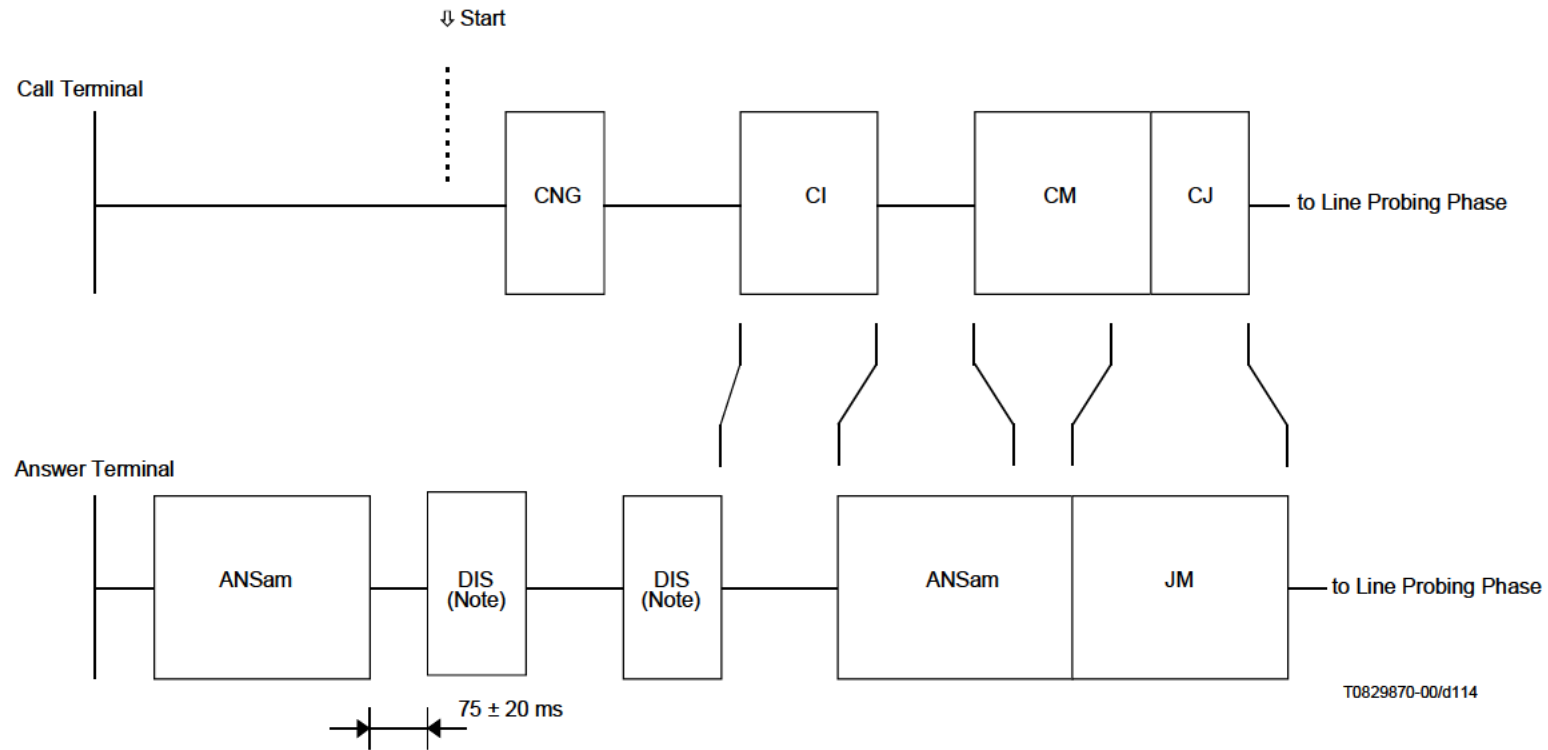 ⇩ Start
Call Terminal
CNG
CI
CM
CJ
to Line Probing Phase
Answer Terminal
ANSam
DIS
(Note)
DIS
(Note)
ANSam
JM
to Line Probing Phase
75 ± 20 ms
T0829870-00/d114